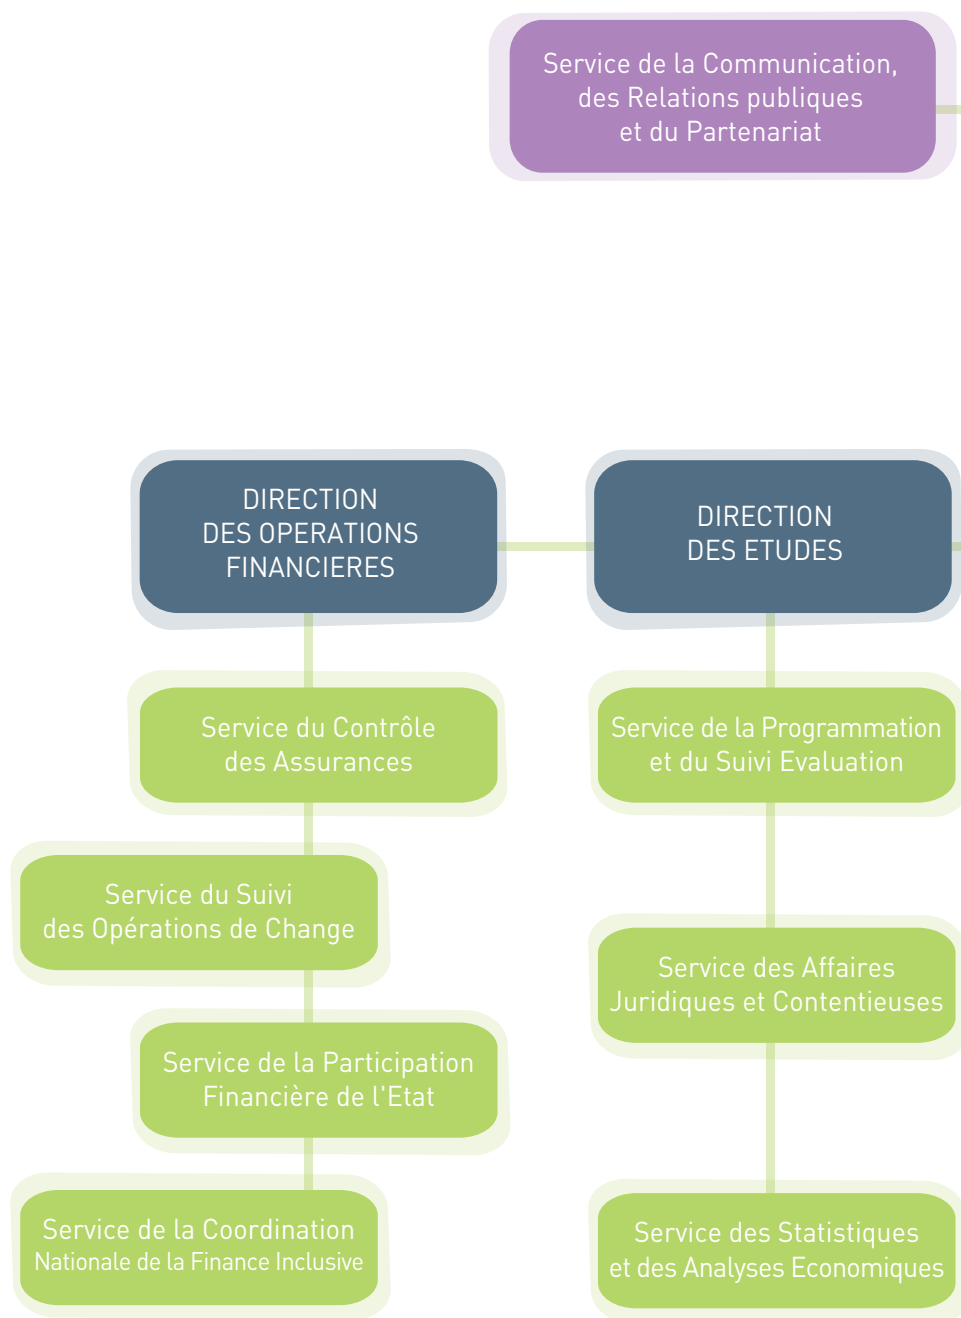 Service de la Communication,
des Relations publiques
et du Partenariat
DIRECTION
DES OPERATIONS
FINANCIERES
DIRECTION
DES ETUDES
Service du Contrôle
des Assurances
Service de la Programmation
et du Suivi Evaluation
Service du Suivi
des Opérations de Change
Service des Affaires
Juridiques et Contentieuses
Service de la Participation
Financière de l'Etat
Service de la Coordination
Nationale de la Finance Inclusive
Service des Statistiques
et des Analyses Economiques